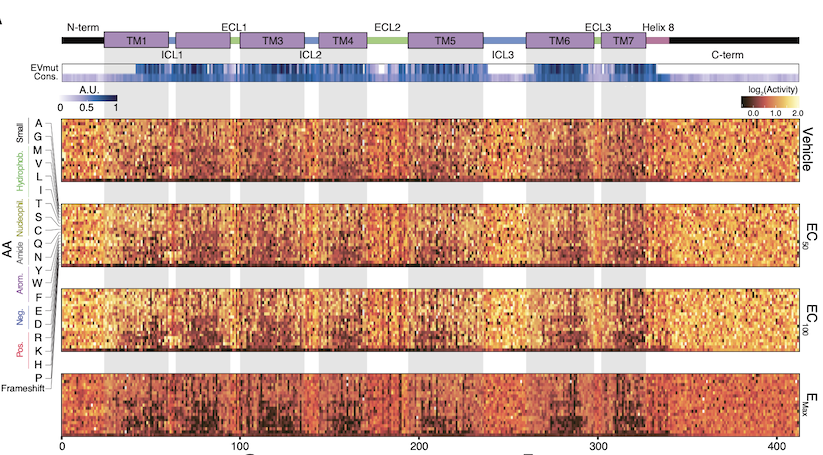 N-term ECL1 ECL2 ECL3 Helix 8
TM1 TM3 TM4 TM5 TM6 TM7
ICL1 ICL2 ICL3 C-term
EVmut
Cons.
A.U.
0 0.5 1
log2(Activity)
0.0 1.0 2.0
AA
Small
Hydrophob.
Nucleophil.
Amide
Arom.
Neg.
Pos.
A
G
M
V
L
I
T
S
C
Q
N
Y
W
F
E
D
R
K
H
P
Frameshift
Vehicle
EC50
EC100
EMax
0 100 200 300 400